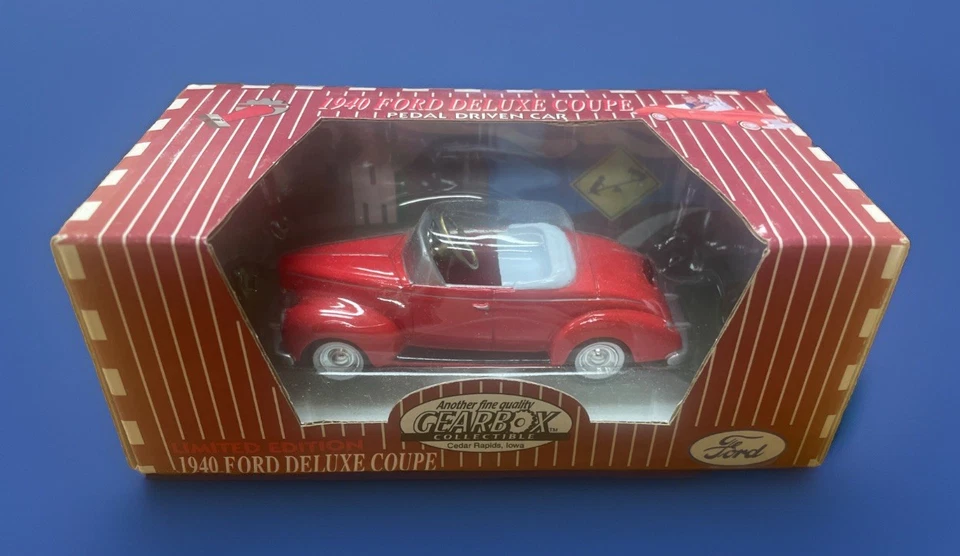 1940 FORD DELUXE COUPE
PEDAL DRIVEN CAR
Another fine quality
GEARBOX™
COLLECTIBLE
Cedar Rapids, Iowa
LIMITED EDITION
1940 FORD DELUXE COUPE
Ford